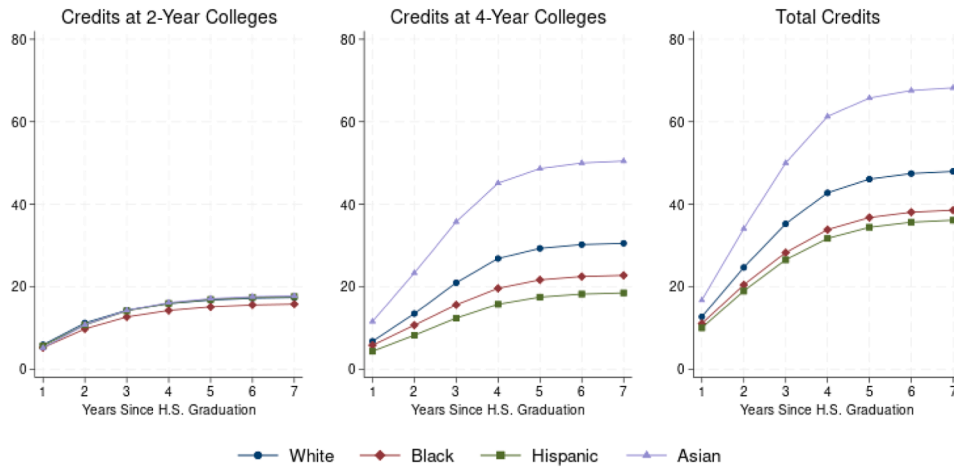 Credits at 2-Year Colleges
80
60
40
20
0
1 2 3 4 5 6 7
Years Since H.S. Graduation
Credits at 4-Year Colleges
80
60
40
20
0
1 2 3 4 5 6 7
Years Since H.S. Graduation
Total Credits
80
60
40
20
0
1 2 3 4 5 6 7
Years Since H.S. Graduation
White Black Hispanic Asian